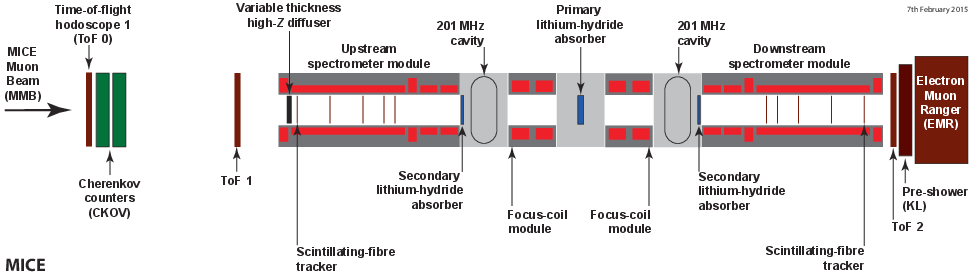 7th February 2015
Variable thickness
high-Z diffuser
Time-of-flight
hodoscope 1
(ToF 0)
MICE
Muon
Beam
(MMB)
Upstream
spectrometer module
201 MHz
cavity
Primary
lithium-hydride
absorber
201 MHz
cavity
Downstream
spectrometer module
Electron
Muon
Ranger
(EMR)
Cherenkov
counters
(CKOV)
ToF 1
Secondary
lithium-hydride
absorber
Focus-coil
module
Focus-coil
module
Secondary
lithium-hydride
absorber
Pre-shower
(KL)
ToF 2
Scintillating-fibre
tracker
Scintillating-fibre
tracker
MICE